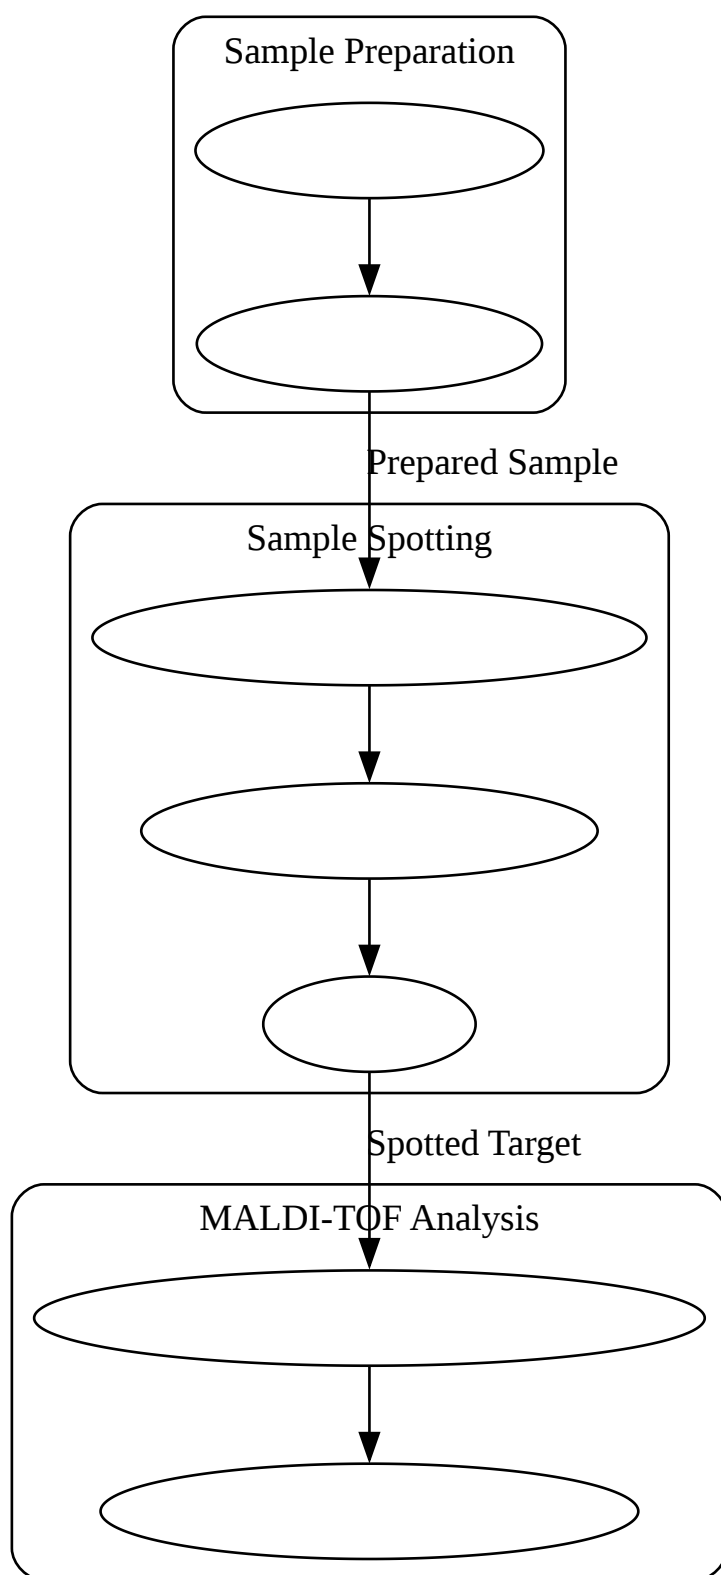 Sample Preparation
Prepared Sample
Sample Spotting
Spotted Target
MALDI-TOF Analysis